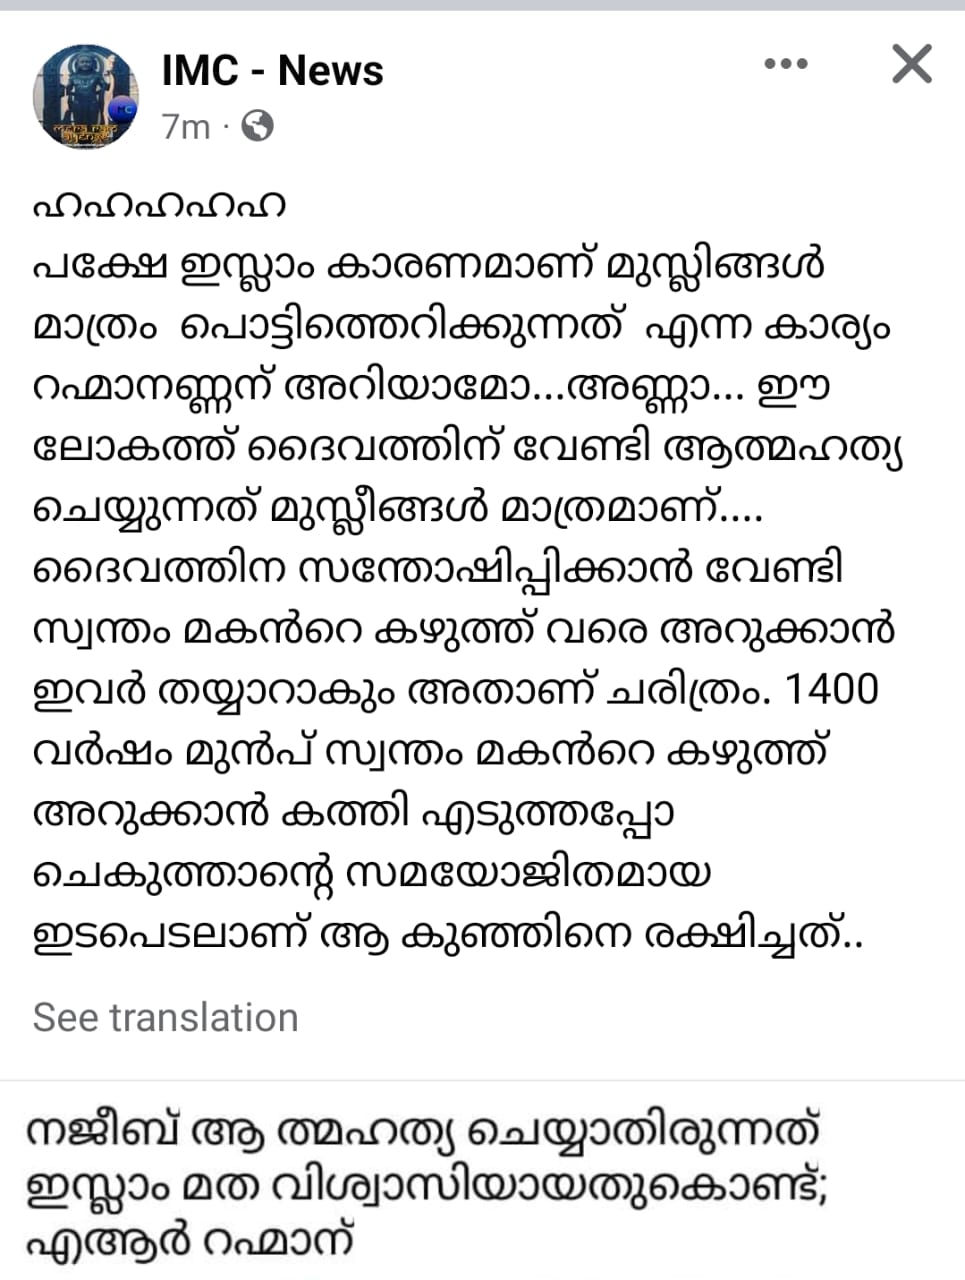 IMC - News
7m ·
ഹഹഹഹഹ
പക്ഷേ ഇസ്ലാം കാരണമാണ് മുസ്ലിങ്ങൾ
മാത്രം പൊട്ടിത്തെറിക്കുന്നത് എന്ന കാര്യം
റഹ്മാനണ്ണന് അറിയാമോ...അണ്ണാ... ഈ
ലോകത്ത് ദൈവത്തിന് വേണ്ടി ആത്മഹത്യ
ചെയ്യുന്നത് മുസ്ലീങ്ങൾ മാത്രമാണ്....
ദൈവത്തിന സന്തോഷിപ്പിക്കാൻ വേണ്ടി
സ്വന്തം മകൻറെ കഴുത്ത് വരെ അറുക്കാൻ
ഇവർ തയ്യാറാകും അതാണ് ചരിത്രം. 1400
വർഷം മുൻപ് സ്വന്തം മകൻറെ കഴുത്ത്
അറുക്കാൻ കത്തി എടുത്തപ്പോ
ചെകുത്താന്റെ സമയോജിതമായ
ഇടപെടലാണ് ആ കുഞ്ഞിനെ രക്ഷിച്ചത്..
See translation
നജീബ് ആ ത്മഹത്യ ചെയ്യാതിരുന്നത്
ഇസ്ലാം മത വിശ്വാസിയായതുകൊണ്ട്;
എആർ റഹ്മാന്